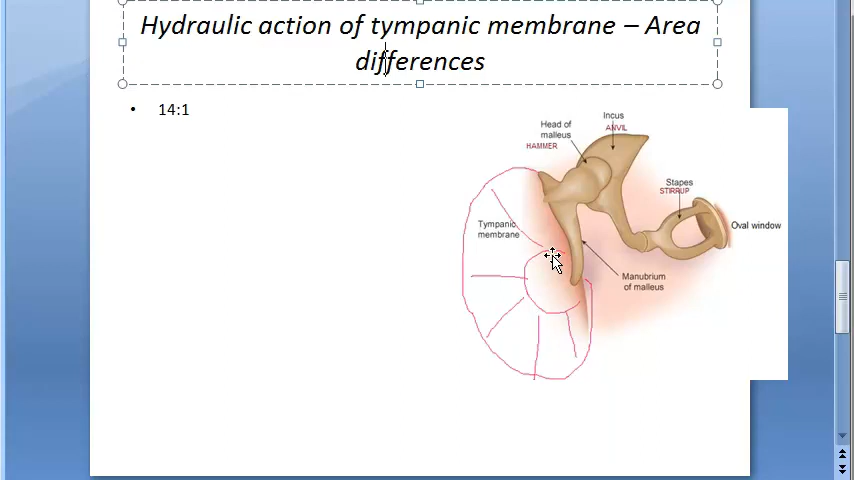 Hydraulic action of tympanic membrane – Area
differences
• 14:1
Incus
ANVIL
Head of
malleus
HAMMER
Stapes
STIRRUP
Tympanic
membrane
Oval window
Manubrium
of malleus